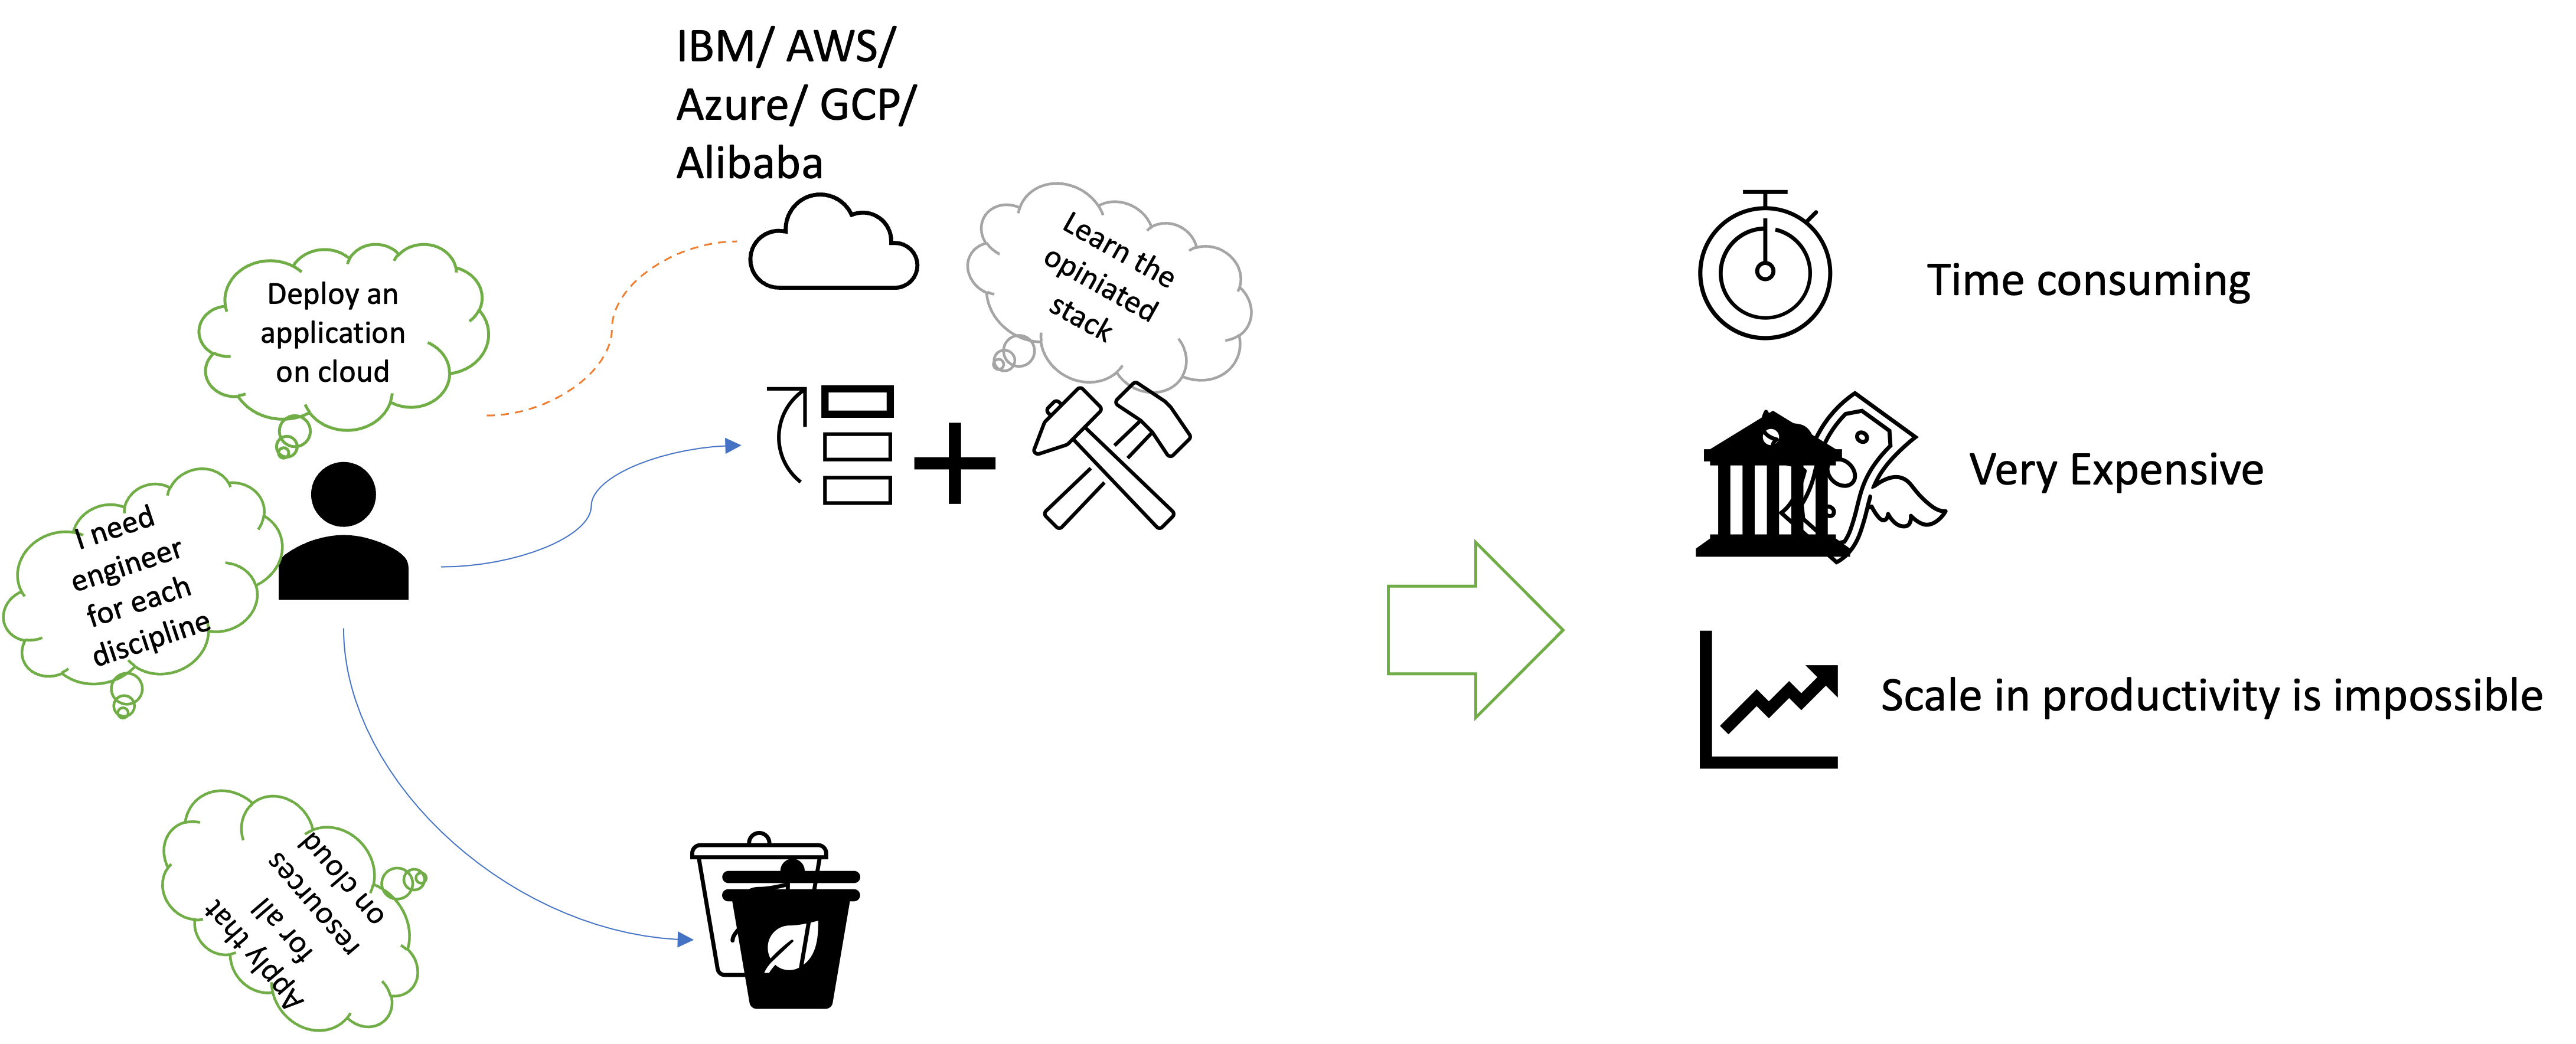 IBM/ AWS/
Azure/ GCP/
Alibaba
Deploy an
application
on cloud
Learn the
opiniated
stack
I need
engineer
for each
discipline
Apply that
for all
resources
on cloud
Time consuming
Very Expensive
Scale in productivity is impossible